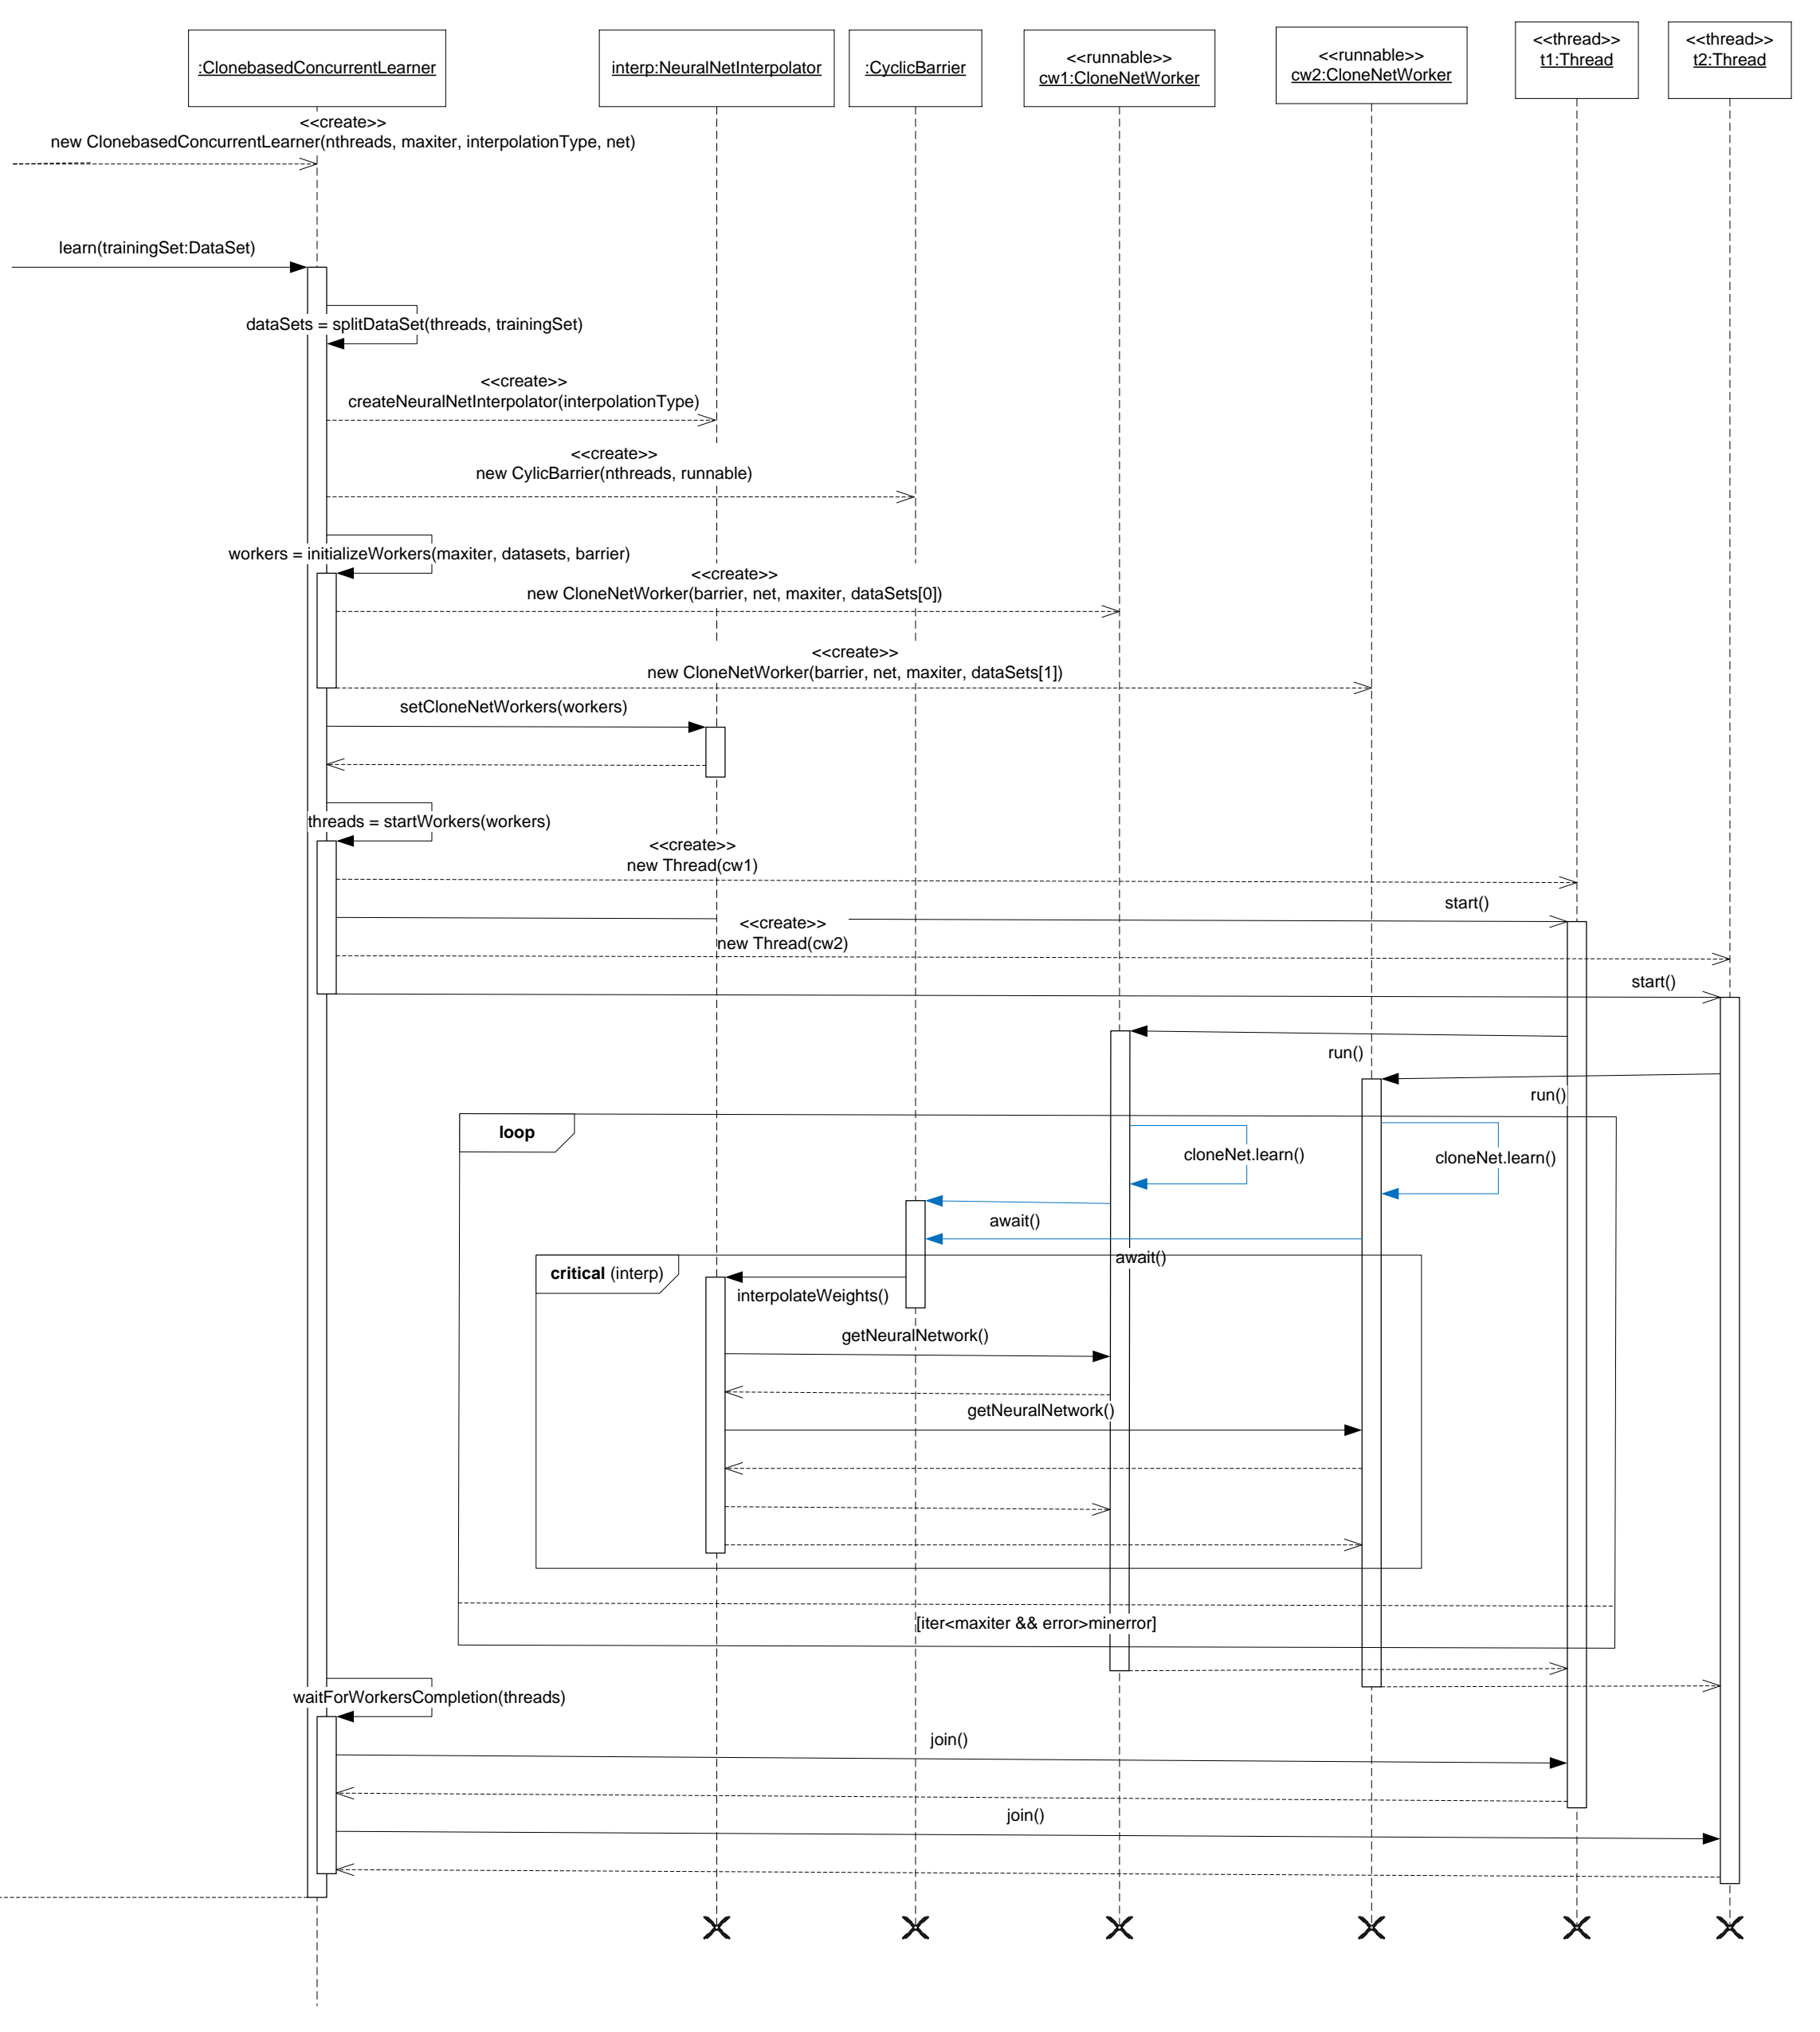 :ClonebasedConcurrentLearner
interp:NeuralNetInterpolator
:CyclicBarrier
<<runnable>>
cw1:CloneNetWorker
<<runnable>>
cw2:CloneNetWorker
<<thread>>
t1:Thread
<<thread>>
t2:Thread
<<create>>
new ClonebasedConcurrentLearner(nthreads, maxiter, interpolationType, net)
learn(trainingSet:DataSet)
dataSets = splitDataSet(threads, trainingSet)
<<create>>
createNeuralNetInterpolator(interpolationType)
<<create>>
new CylicBarrier(nthreads, runnable)
workers = initializeWorkers(maxiter, datasets, barrier)
<<create>>
new CloneNetWorker(barrier, net, maxiter, dataSets[0])
<<create>>
new CloneNetWorker(barrier, net, maxiter, dataSets[1])
setCloneNetWorkers(workers)
threads = startWorkers(workers)
<<create>>
new Thread(cw1)
start()
<<create>>
new Thread(cw2)
start()
run()
run()
loop
cloneNet.learn()
cloneNet.learn()
await()
await()
critical (interp)
interpolateWeights()
getNeuralNetwork()
getNeuralNetwork()
[iter<maxiter && error>minerror]
waitForWorkersCompletion(threads)
join()
join()